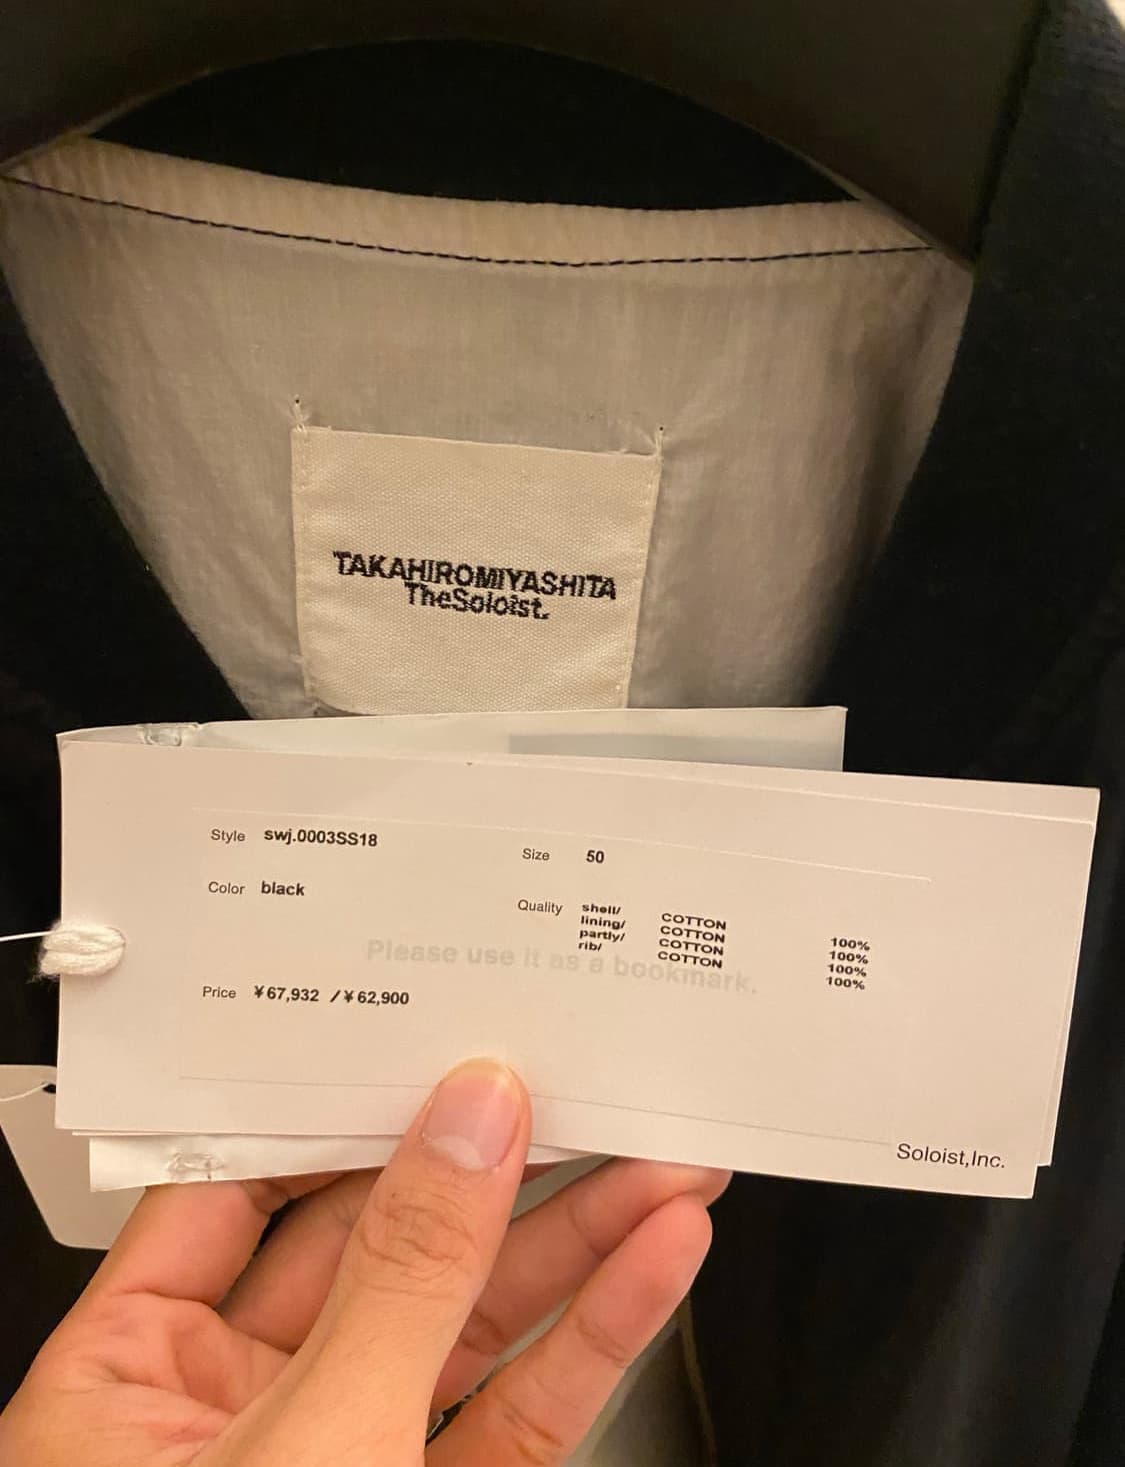 TAKAHIROMIYASHITA
TheSoloist.
Style swj.0003SS18
Size 50
Color black
Quality shell/ COTTON 100%
lining/ COTTON 100%
partly/ COTTON 100%
rib/ COTTON 100%
Please use it as a bookmark.
Price ¥67,932 /¥62,900
Soloist,Inc.